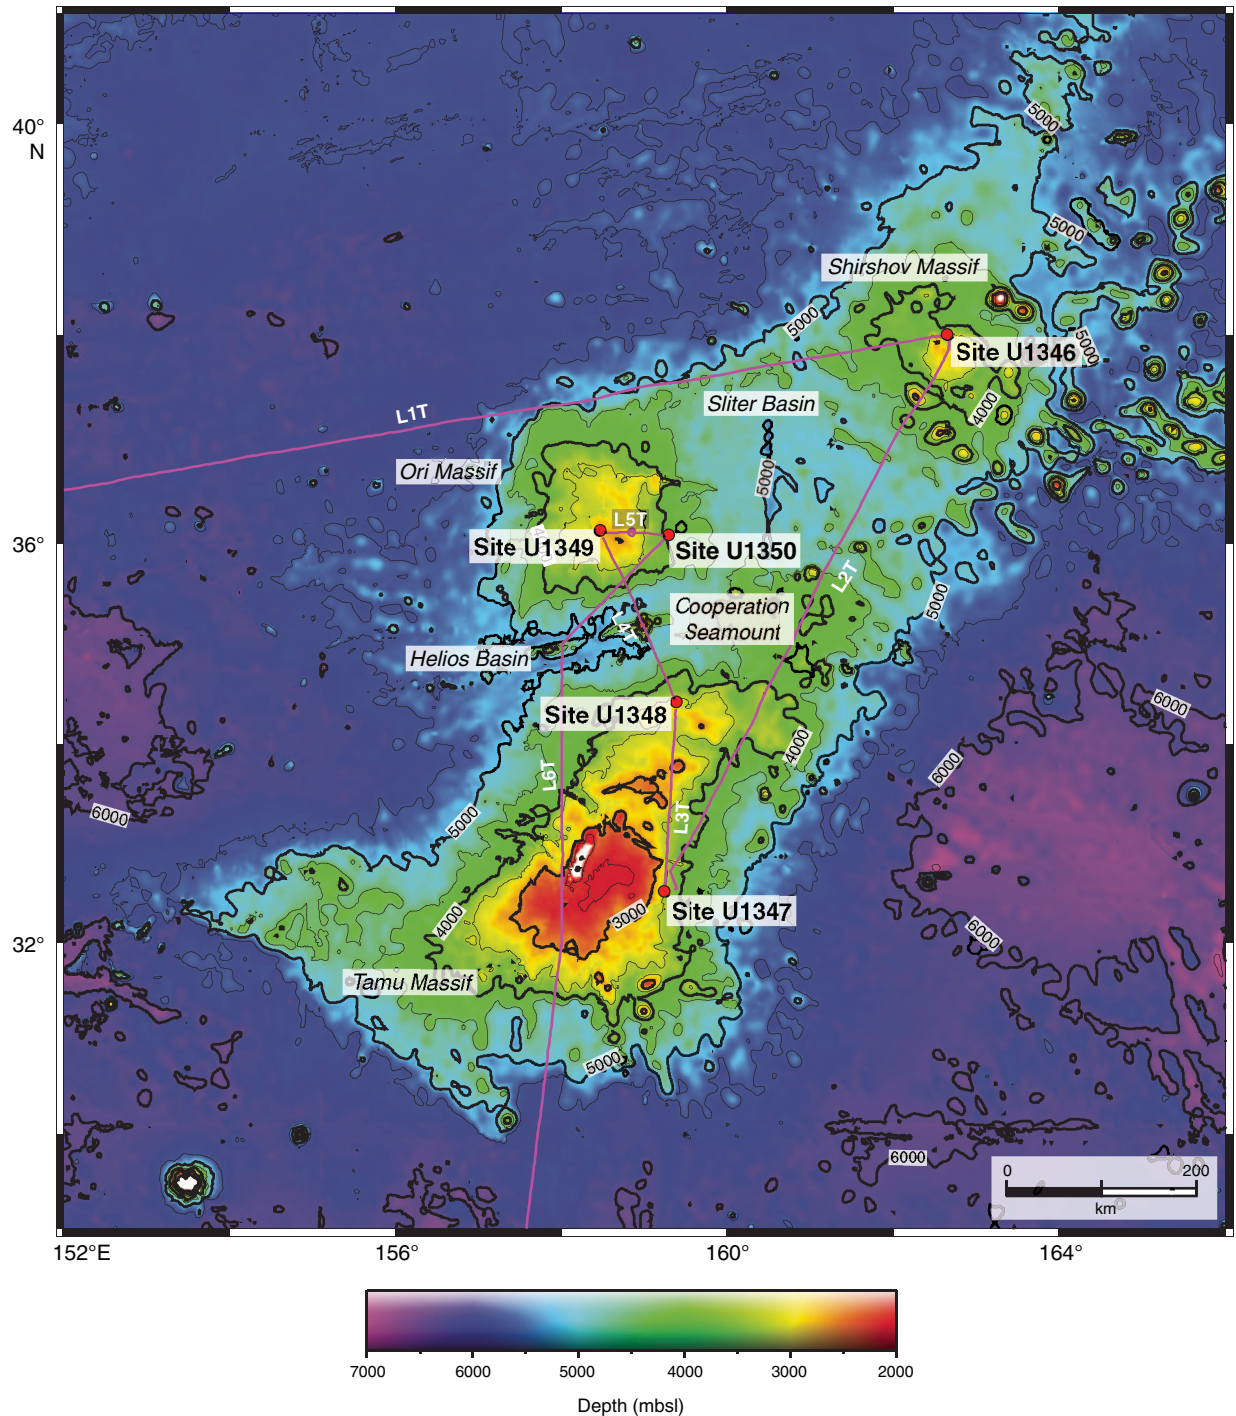 40°
N
5000
5000
Shirshov Massif
5000
5000
Site U1346
L1T
Sliter Basin
4000
Ori Massif
5000
L5T
36°
Site U1349
Site U1350
L2T
5000
Cooperation
Seamount
L4T
Helios Basin
6000
Site U1348
4000
6000
L6T
6000
5000
L3T
3000
Site U1347
4000
6000
32°
Tamu Massif
5000
6000
0
200
km
152°E
156°
160°
164°
7000
6000
5000
4000
3000
2000
Depth (mbsl)